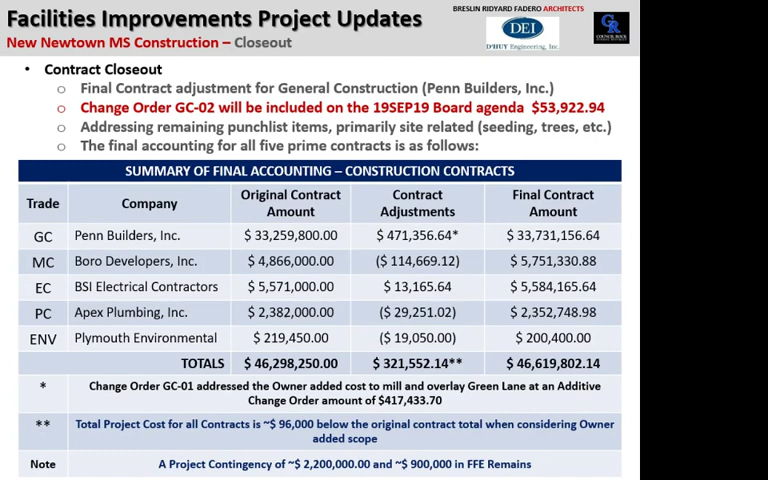 Facilities Improvements Project Updates
BRESLIN RIDYARD FADERO ARCHITECTS
New Newtown MS Construction – Closeout
DEI
D'HUY Engineering, Inc.
CR
COUNCIL ROCK
• Contract Closeout
o Final Contract adjustment for General Construction (Penn Builders, Inc.)
o Change Order GC-02 will be included on the 19SEP19 Board agenda $53,922.94
o Addressing remaining punchlist items, primarily site related (seeding, trees, etc.)
o The final accounting for all five prime contracts is as follows:
SUMMARY OF FINAL ACCOUNTING – CONSTRUCTION CONTRACTS
Trade Company Original Contract Amount Contract Adjustments Final Contract Amount
GC Penn Builders, Inc. $ 33,259,800.00 $ 471,356.64* $ 33,731,156.64
MC Boro Developers, Inc. $ 4,866,000.00 ($ 114,669.12) $ 5,751,330.88
EC BSI Electrical Contractors $ 5,571,000.00 $ 13,165.64 $ 5,584,165.64
PC Apex Plumbing, Inc. $ 2,382,000.00 ($ 29,251.02) $ 2,352,748.98
ENV Plymouth Environmental $ 219,450.00 ($ 19,050.00) $ 200,400.00
TOTALS $ 46,298,250.00 $ 321,552.14** $ 46,619,802.14
* Change Order GC-01 addressed the Owner added cost to mill and overlay Green Lane at an Additive
Change Order amount of $417,433.70
** Total Project Cost for all Contracts is ~$ 96,000 below the original contract total when considering Owner
added scope
Note A Project Contingency of ~$ 2,200,000.00 and ~$ 900,000 in FFE Remains